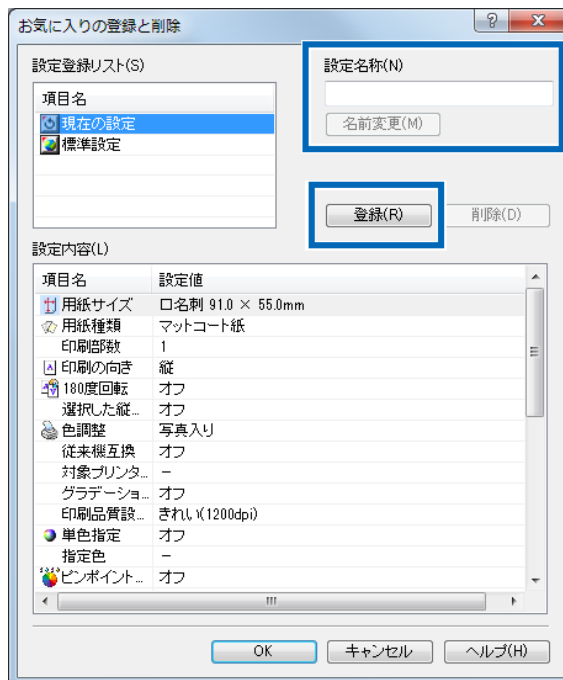 お気に入りの登録と削除
設定登録リスト(S)
項目名
現在の設定
標準設定
設定名称(N)
名前変更(M)
登録(R)
削除(D)
設定内容(L)
項目名 設定値
用紙サイズ 口名刺 91.0 × 55.0mm
用紙種類 マットコート紙
印刷部数 1
印刷の向き 縦
180度回転 オフ
選択した縦... オフ
色調整 写真入り
従来機互換 オフ
対象プリンタ... −
グラデーショ... オフ
印刷品質設... きれい(1200dpi)
単色指定 オフ
指定色 −
ピンポイント... オフ
OK キャンセル ヘルプ(H)